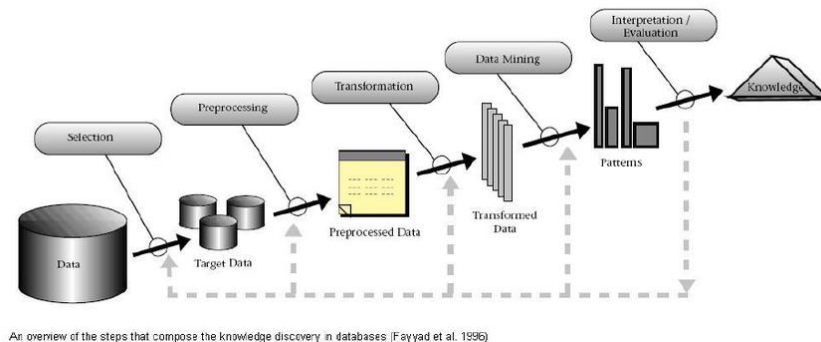 Interpretation /
Evaluation
Data Mining
Transformation
Preprocessing
Selection
Knowledge
Patterns
Transformed
Data
Preprocessed Data
Target Data
Data
An overview of the steps that compose the knowledge discovery in databases (Fayyad et al. 1996)